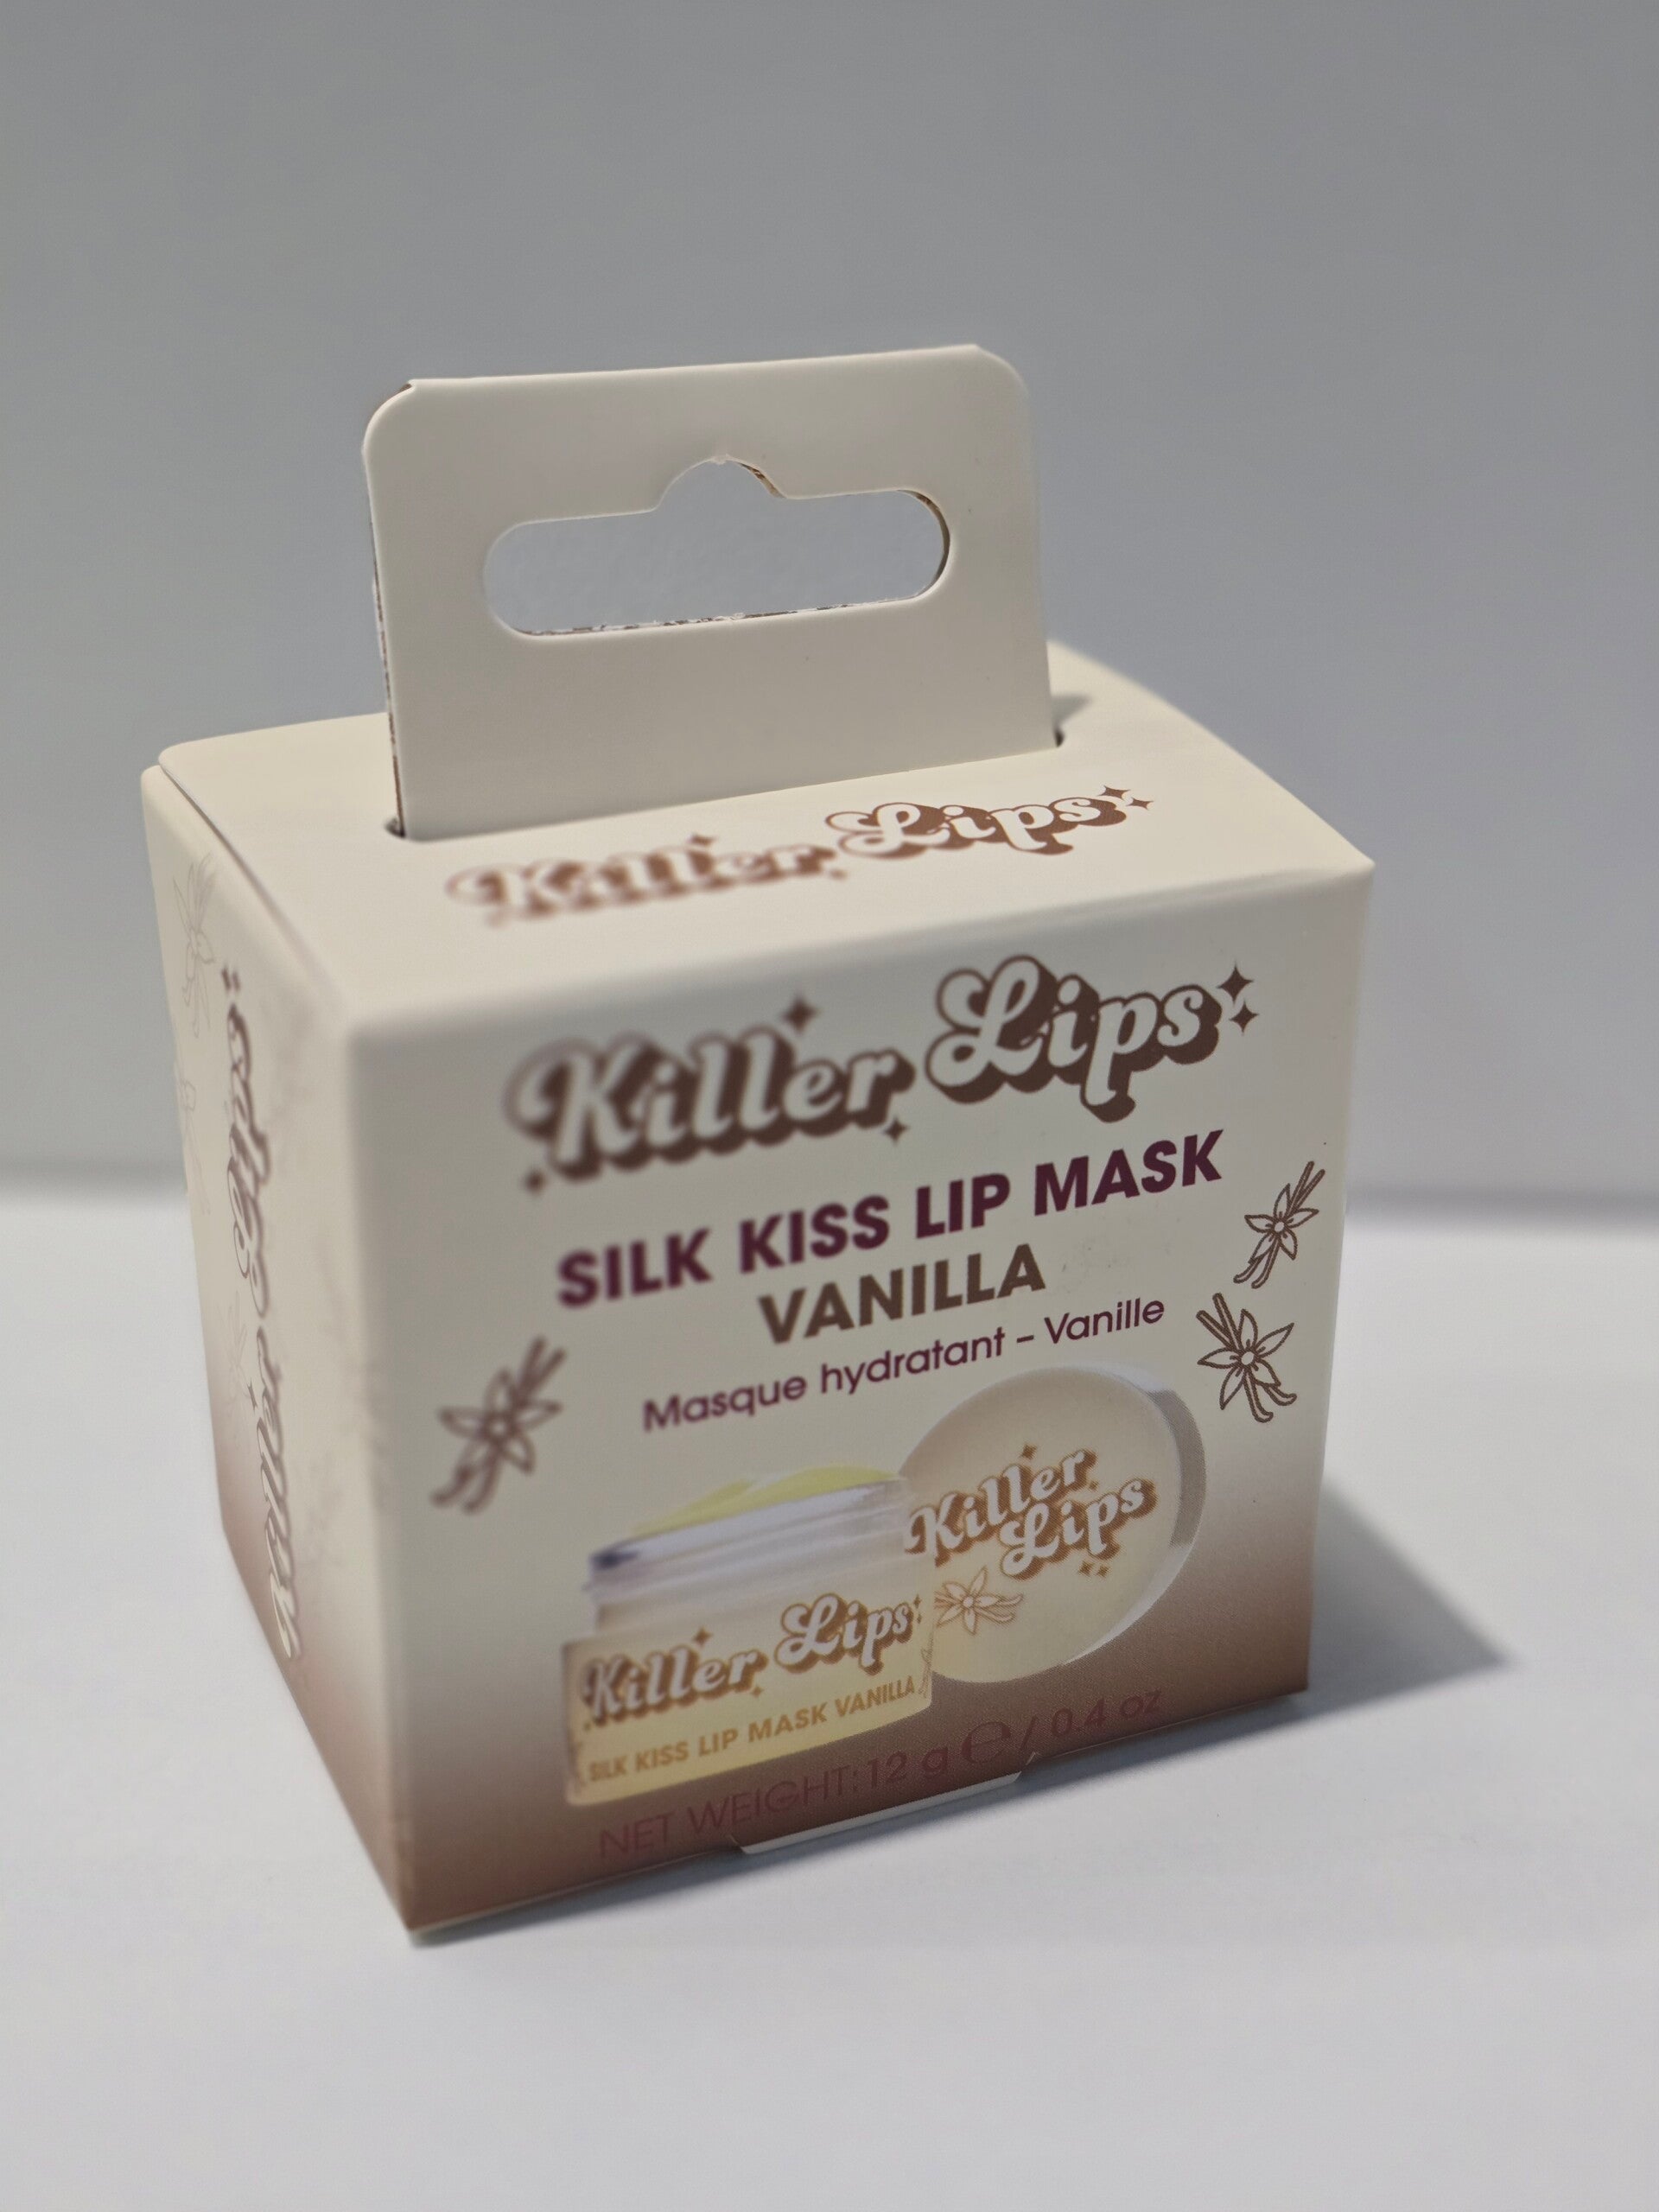 Killer Lips
Killer Lips
SILK KISS LIP MASK
VANILLA
Masque hydratant – Vanille
Killer
Lips
Killer Lips
SILK KISS LIP MASK VANILLA
NET WEIGHT: 12 g ℮ / 0.4 oz
Killer Lips